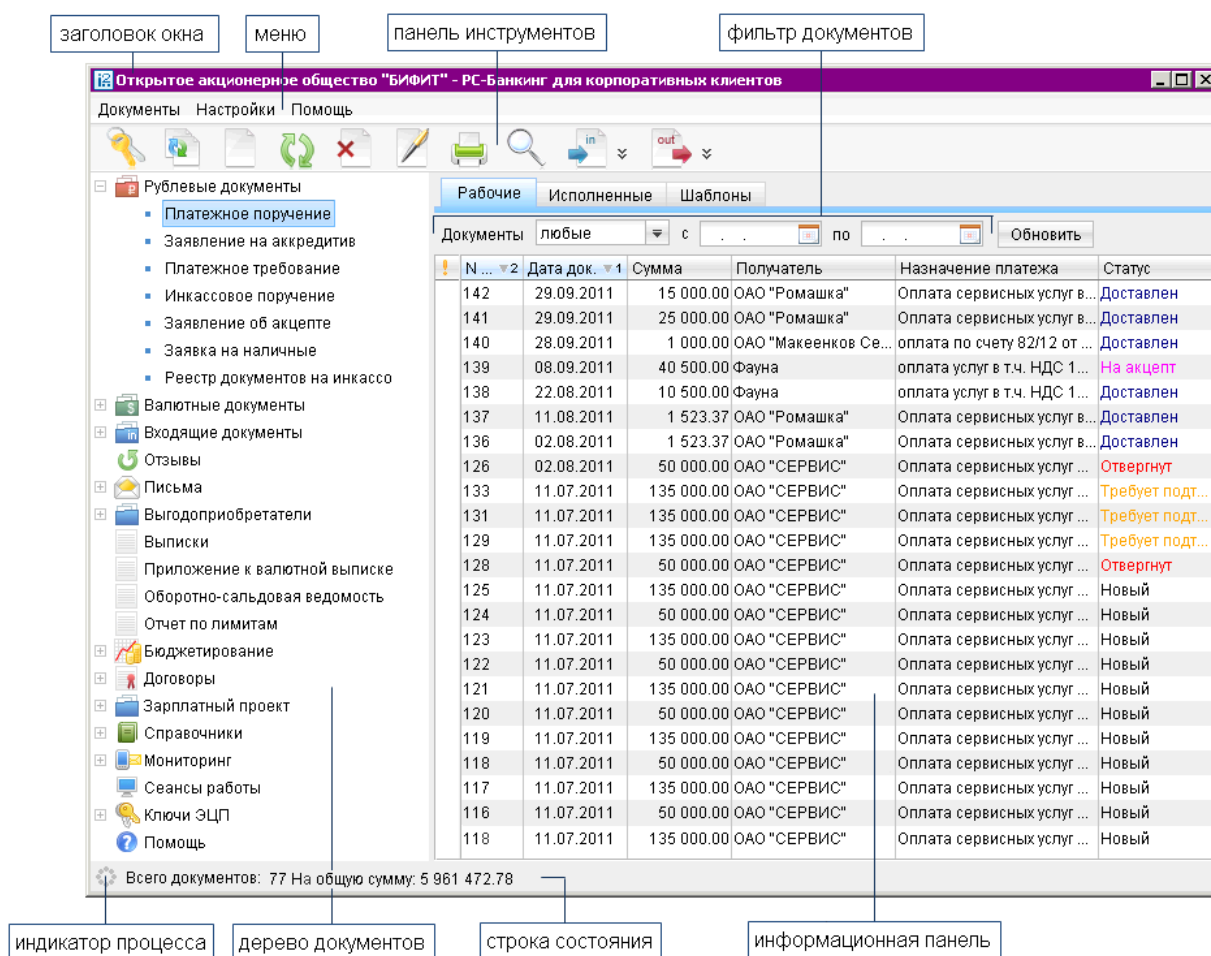 заголовок окна
меню
панель инструментов
фильтр документов
Открытое акционерное общество "БИФИТ" - РС-Банкинг для корпоративных клиентов
Документы Настройки Помощь
in
out
Рублевые документы
Платежное поручение
Заявление на аккредитив
Платежное требование
Инкассовое поручение
Заявление об акцепте
Заявка на наличные
Реестр документов на инкассо
Валютные документы
Входящие документы
Отзывы
Письма
Выгодоприобретатели
Выписки
Приложение к валютной выписке
Оборотно-сальдовая ведомость
Отчет по лимитам
Бюджетирование
Договоры
Зарплатный проект
Справочники
Мониторинг
Сеансы работы
Ключи ЭЦП
Помощь
Рабочие Исполненные Шаблоны
Документы любые с . . по . . Обновить
! N ... 2 Дата док. 1 Сумма Получатель Назначение платежа Статус
142 29.09.2011 15 000.00 ОАО "Ромашка" Оплата сервисных услуг в... Доставлен
141 29.09.2011 25 000.00 ОАО "Ромашка" Оплата сервисных услуг в... Доставлен
140 28.09.2011 1 000.00 ОАО "Макеенков Се... оплата по счету 82/12 от ... Доставлен
139 08.09.2011 40 500.00 Фауна оплата услуг в т.ч. НДС 1... На акцепт
138 22.08.2011 10 500.00 Фауна оплата услуг в т.ч. НДС 1... Доставлен
137 11.08.2011 1 523.37 ОАО "Ромашка" Оплата сервисных услуг в... Доставлен
136 02.08.2011 1 523.37 ОАО "Ромашка" Оплата сервисных услуг в... Доставлен
126 02.08.2011 50 000.00 ОАО "СЕРВИС" Оплата сервисных услуг ... Отвергнут
133 11.07.2011 135 000.00 ОАО "СЕРВИС" Оплата сервисных услуг ... Требует подт...
131 11.07.2011 135 000.00 ОАО "СЕРВИС" Оплата сервисных услуг ... Требует подт...
129 11.07.2011 135 000.00 ОАО "СЕРВИС" Оплата сервисных услуг ... Требует подт...
128 11.07.2011 50 000.00 ОАО "СЕРВИС" Оплата сервисных услуг ... Отвергнут
125 11.07.2011 135 000.00 ОАО "СЕРВИС" Оплата сервисных услуг ... Новый
124 11.07.2011 50 000.00 ОАО "СЕРВИС" Оплата сервисных услуг ... Новый
123 11.07.2011 135 000.00 ОАО "СЕРВИС" Оплата сервисных услуг ... Новый
122 11.07.2011 50 000.00 ОАО "СЕРВИС" Оплата сервисных услуг ... Новый
121 11.07.2011 135 000.00 ОАО "СЕРВИС" Оплата сервисных услуг ... Новый
120 11.07.2011 50 000.00 ОАО "СЕРВИС" Оплата сервисных услуг ... Новый
119 11.07.2011 135 000.00 ОАО "СЕРВИС" Оплата сервисных услуг ... Новый
118 11.07.2011 50 000.00 ОАО "СЕРВИС" Оплата сервисных услуг ... Новый
117 11.07.2011 135 000.00 ОАО "СЕРВИС" Оплата сервисных услуг ... Новый
116 11.07.2011 50 000.00 ОАО "СЕРВИС" Оплата сервисных услуг ... Новый
118 11.07.2011 135 000.00 ОАО "СЕРВИС" Оплата сервисных услуг ... Новый
Всего документов: 77 На общую сумму: 5 961 472.78
индикатор процесса
дерево документов
строка состояния
информационная панель